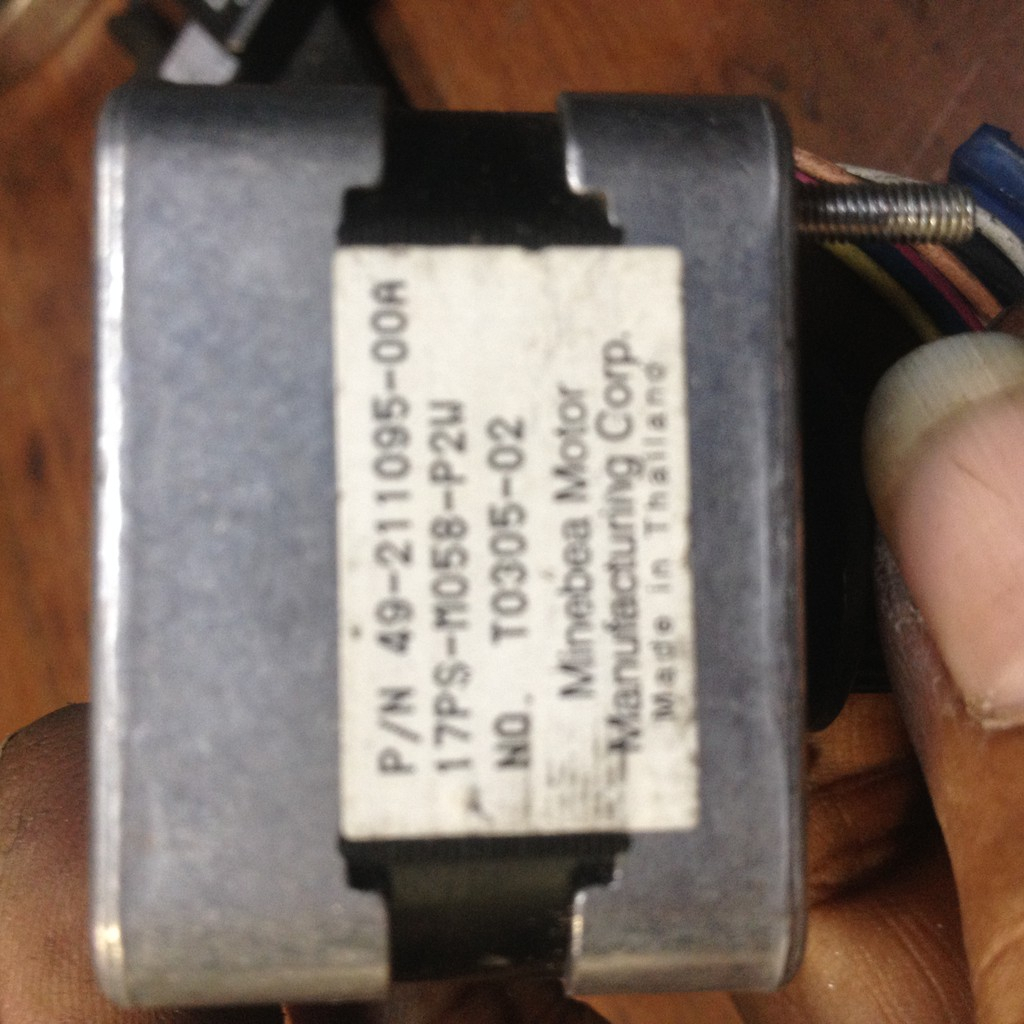 P/N 49-211095-00A
17PS-M058-P2W
NO. T0305-02
Minebea Motor
Manufacturing Corp.
Made in Thailand